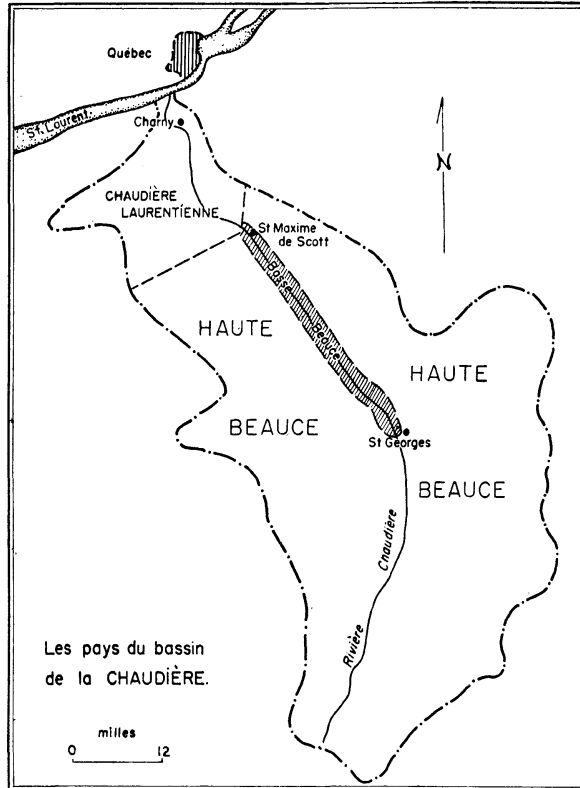 Québec
St. Laurent
Charny
N
CHAUDIÈRE
LAURENTIENNE
St Maxime
de Scott
Basse Beauce
HAUTE
BEAUCE
HAUTE
BEAUCE
St Georges
Rivière Chaudière
Les pays du bassin
de la CHAUDIÈRE.
milles
0 12